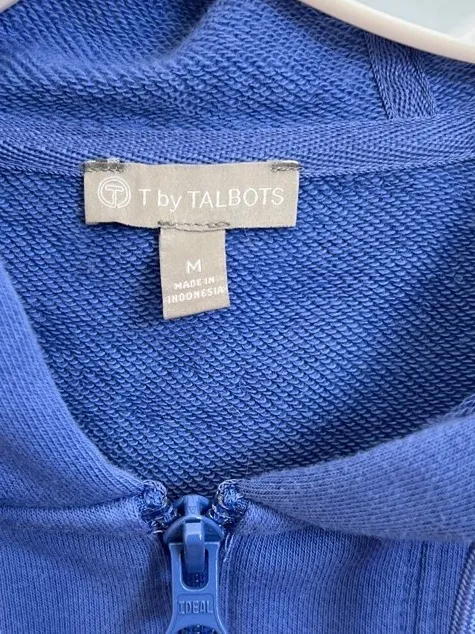 T T by TALBOTS
M
MADE IN
INDONESIA
IDEAL